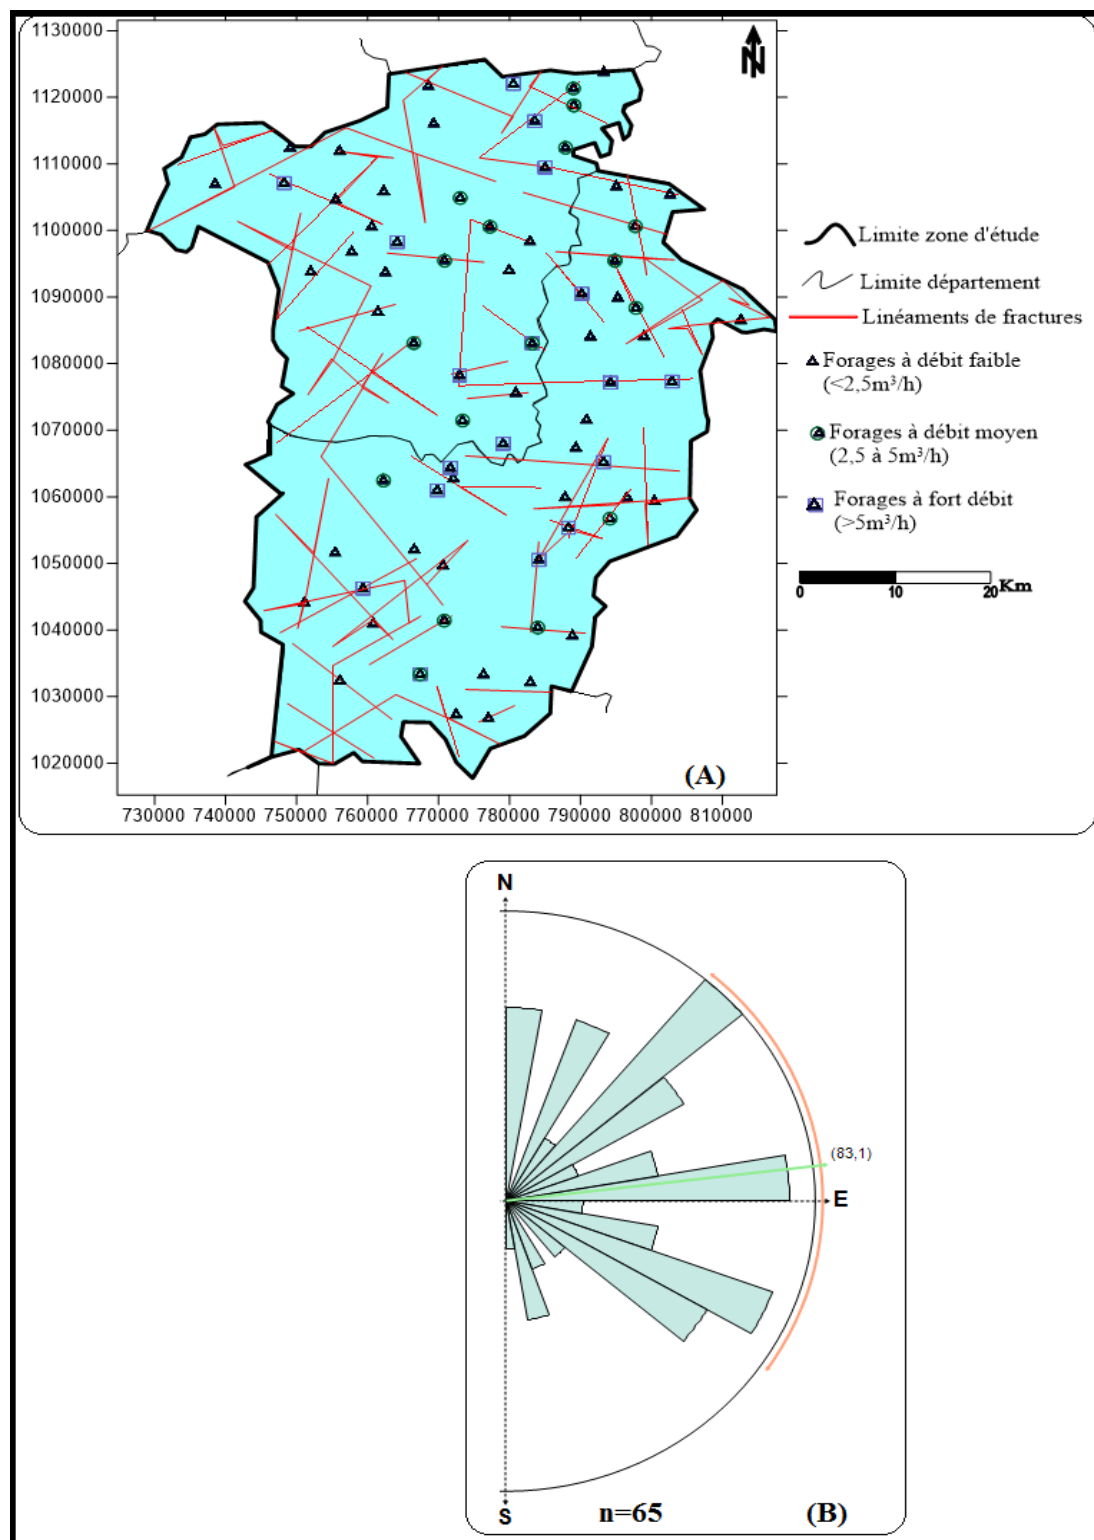 1130000
1120000
1110000
1100000
1090000
1080000
1070000
1060000
1050000
1040000
1030000
1020000
N
(A)
730000 740000 750000 760000 770000 780000 790000 800000 810000
Limite zone d'étude
Limite département
Linéaments de fractures
Forages à débit faible
(<2,5m³/h)
Forages à débit moyen
(2,5 à 5m³/h)
Forages à fort débit
(>5m³/h)
0 10 20 Km
N
(83,1)
E
S
n=65
(B)